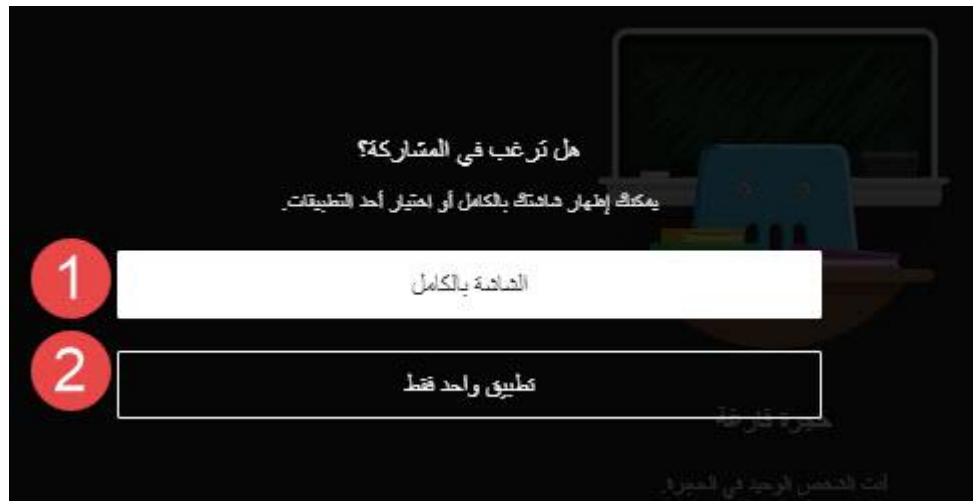 هل ترغب في المشاركة؟
يمكنك إظهار شاشتك بالكامل أو اختيار أحد التطبيقات.
1
الشاشة بالكامل
2
تطبيق واحد فقط
حجرة فارغة
أنت الشخص الوحيد في الحجرة.